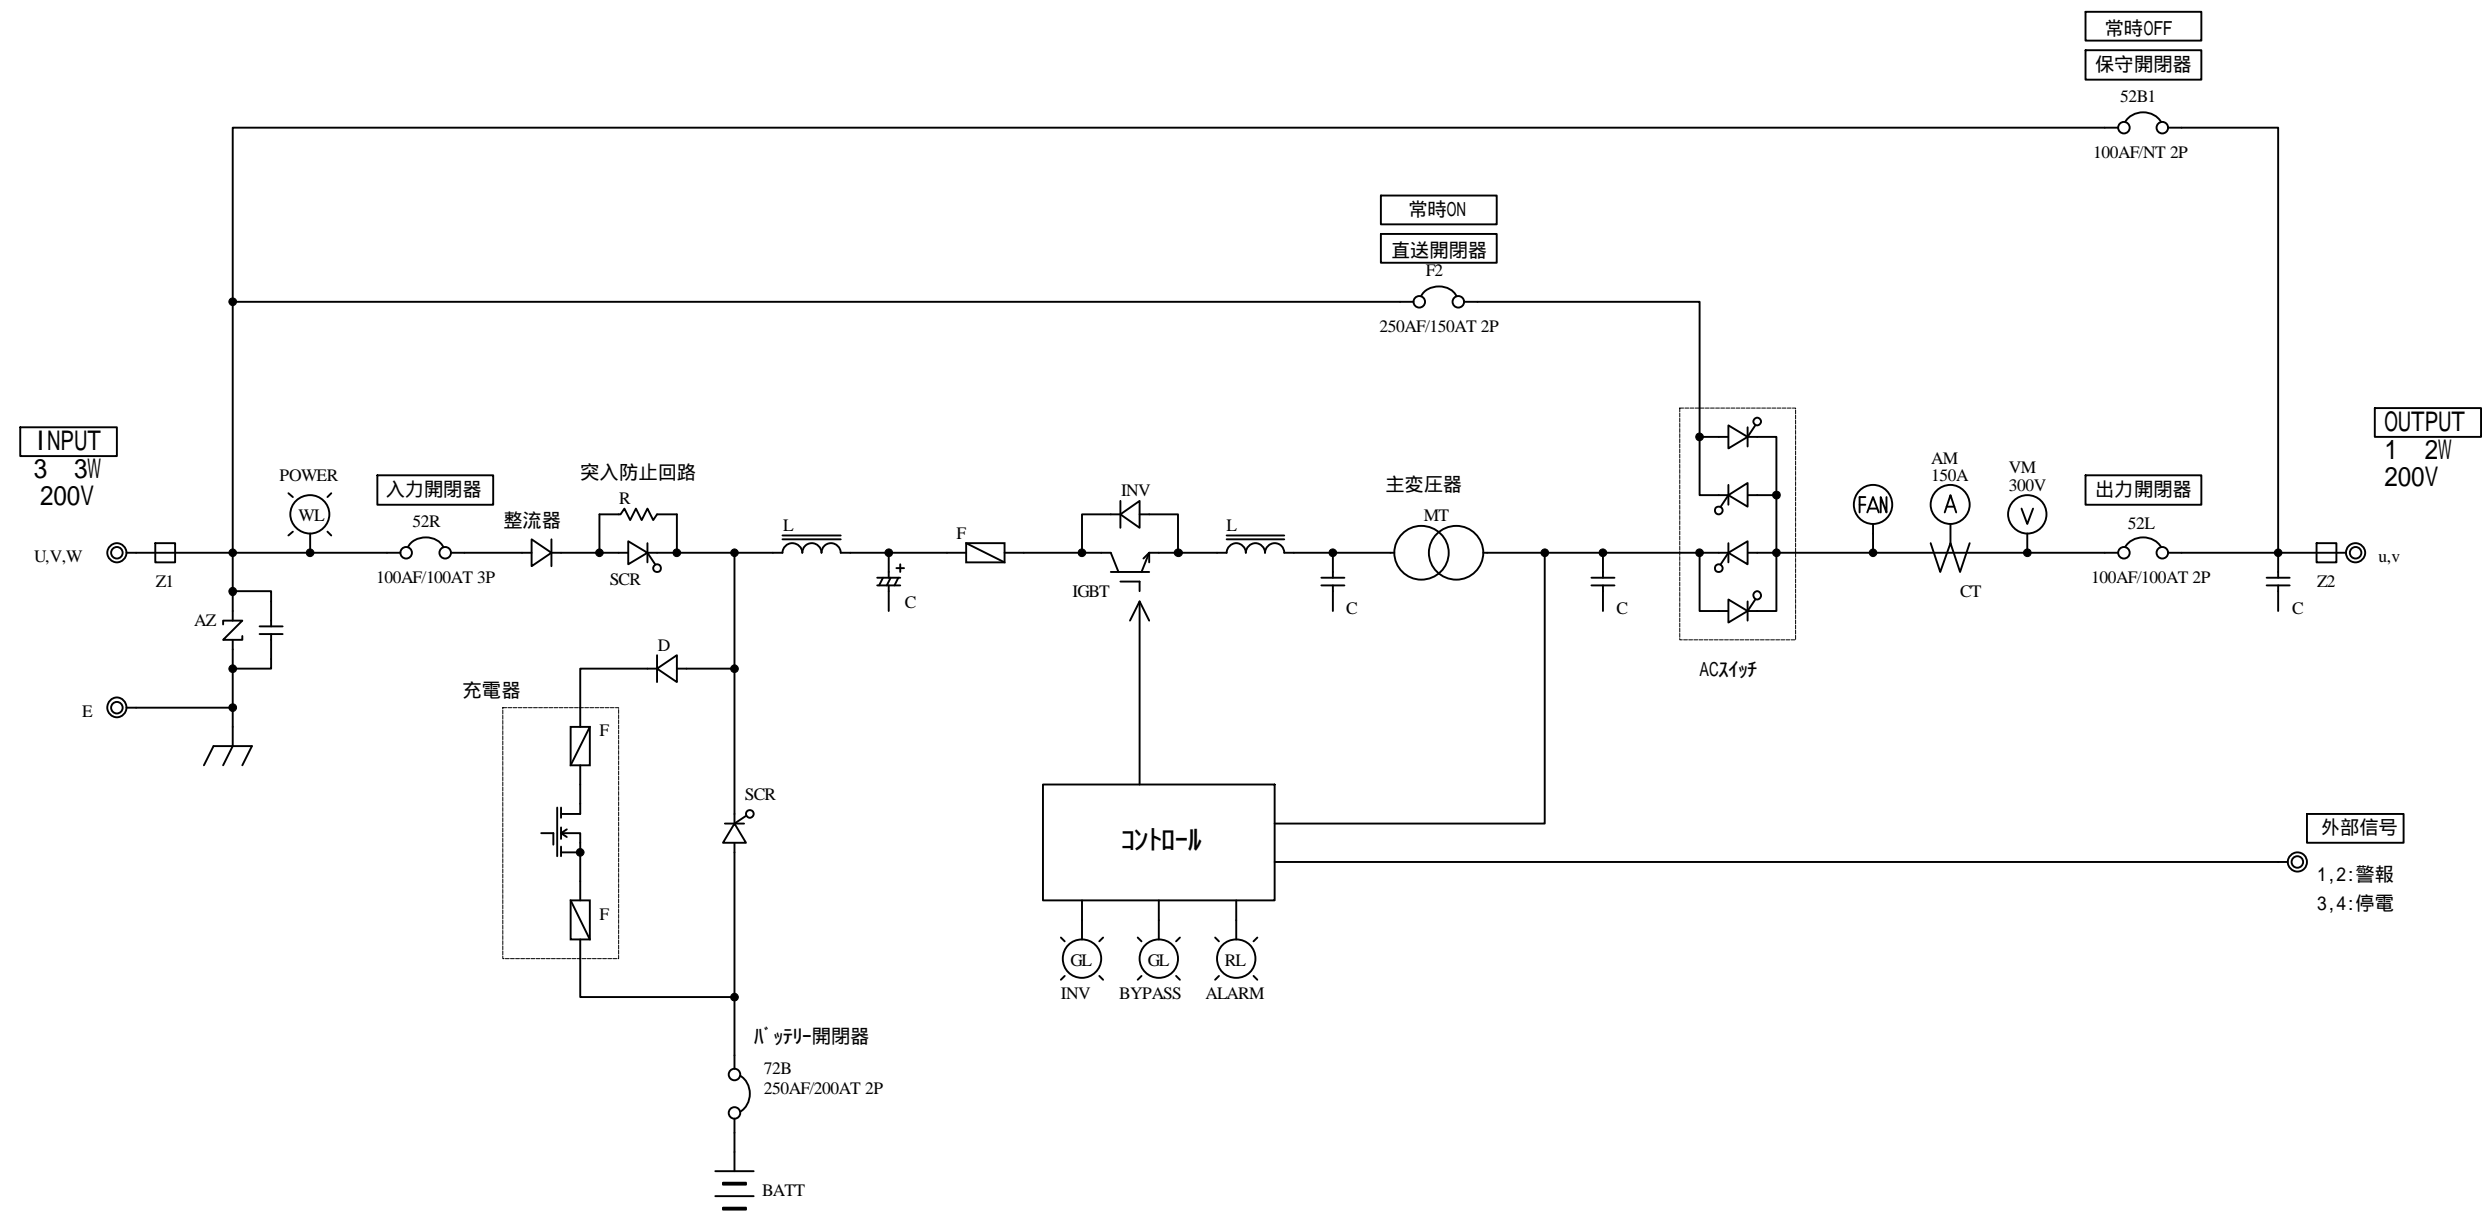 常時OFF
保守開閉器
52B1
100AF/NT 2P
常時ON
直送開閉器
F2
250AF/150AT 2P
INPUT
3 3W
200V
U,V,W
Z1
POWER
WL
入力開閉器
52R
100AF/100AT 3P
整流器
突入防止回路
R
SCR
L
C
F
INV
IGBT
L
C
主変圧器
MT
C
ACスイッチ
FAN
AM
150A
A
CT
VM
300V
V
出力開閉器
52L
100AF/100AT 2P
OUTPUT
1 2W
200V
u,v
Z2
C
AZ
E
充電器
D
F
F
SCR
バッテリー開閉器
72B
250AF/200AT 2P
BATT
コントロール
GL
INV
GL
BYPASS
RL
ALARM
外部信号
1,2:警報
3,4:停電